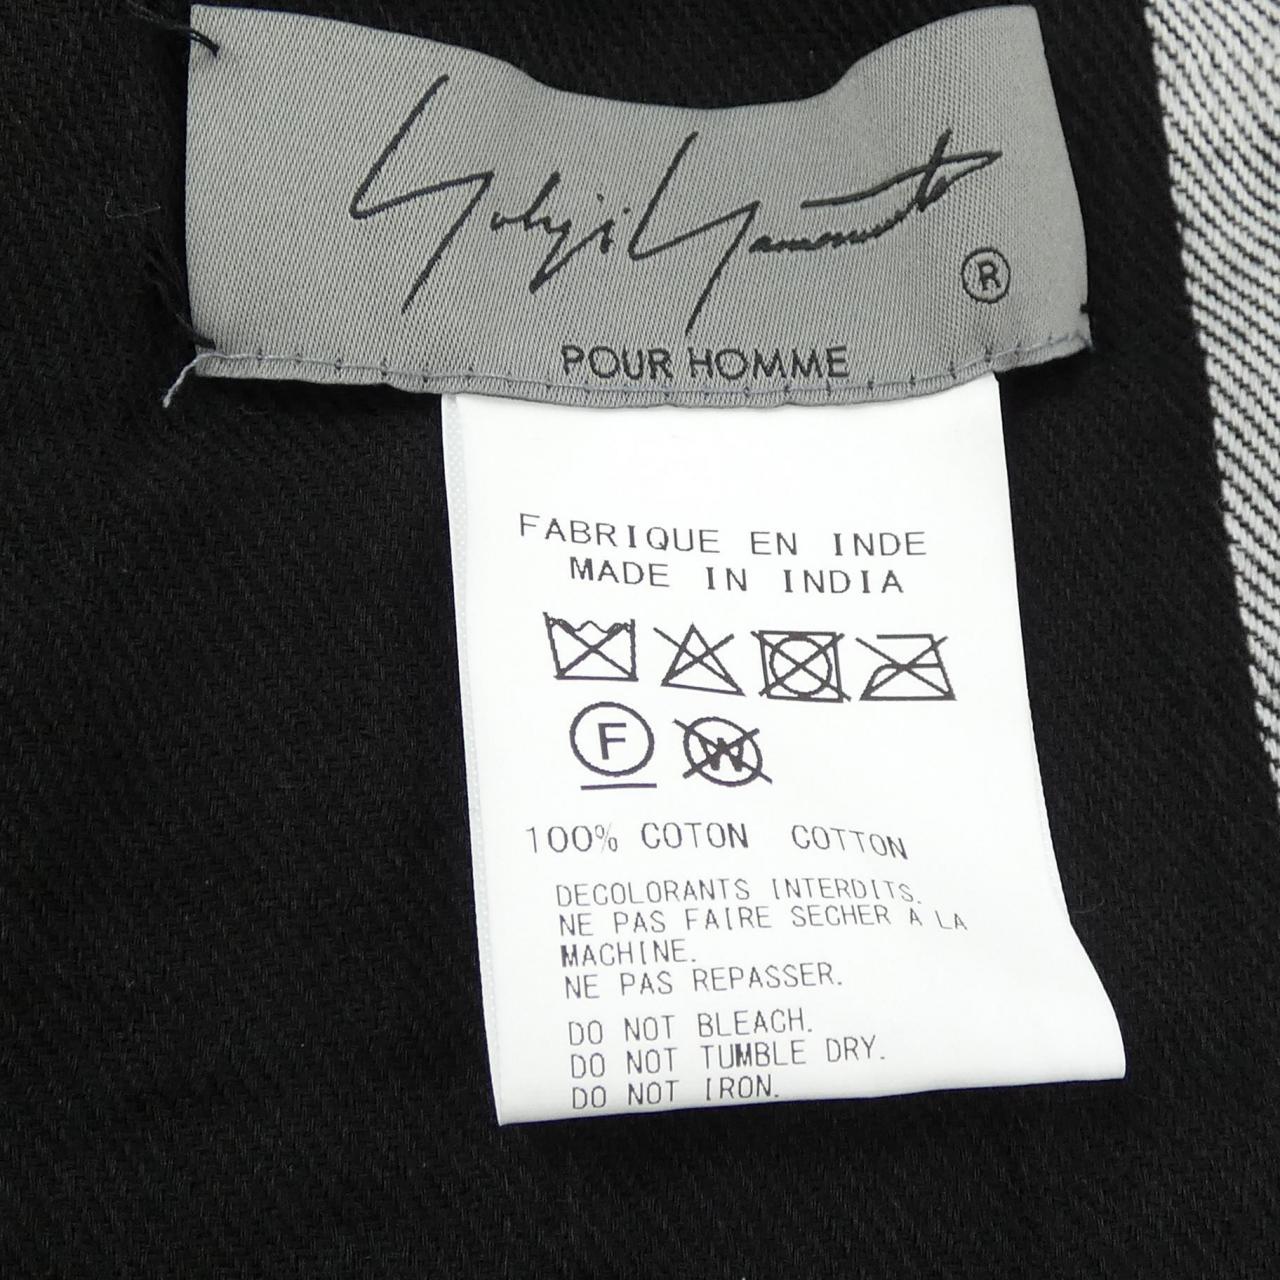 Yohji Yamamoto
®
POUR HOMME
FABRIQUE EN INDE
MADE IN INDIA
F
W
100% COTON COTTON
DECOLORANTS INTERDITS.
NE PAS FAIRE SECHER A LA
MACHINE.
NE PAS REPASSER.
DO NOT BLEACH.
DO NOT TUMBLE DRY.
DO NOT IRON.